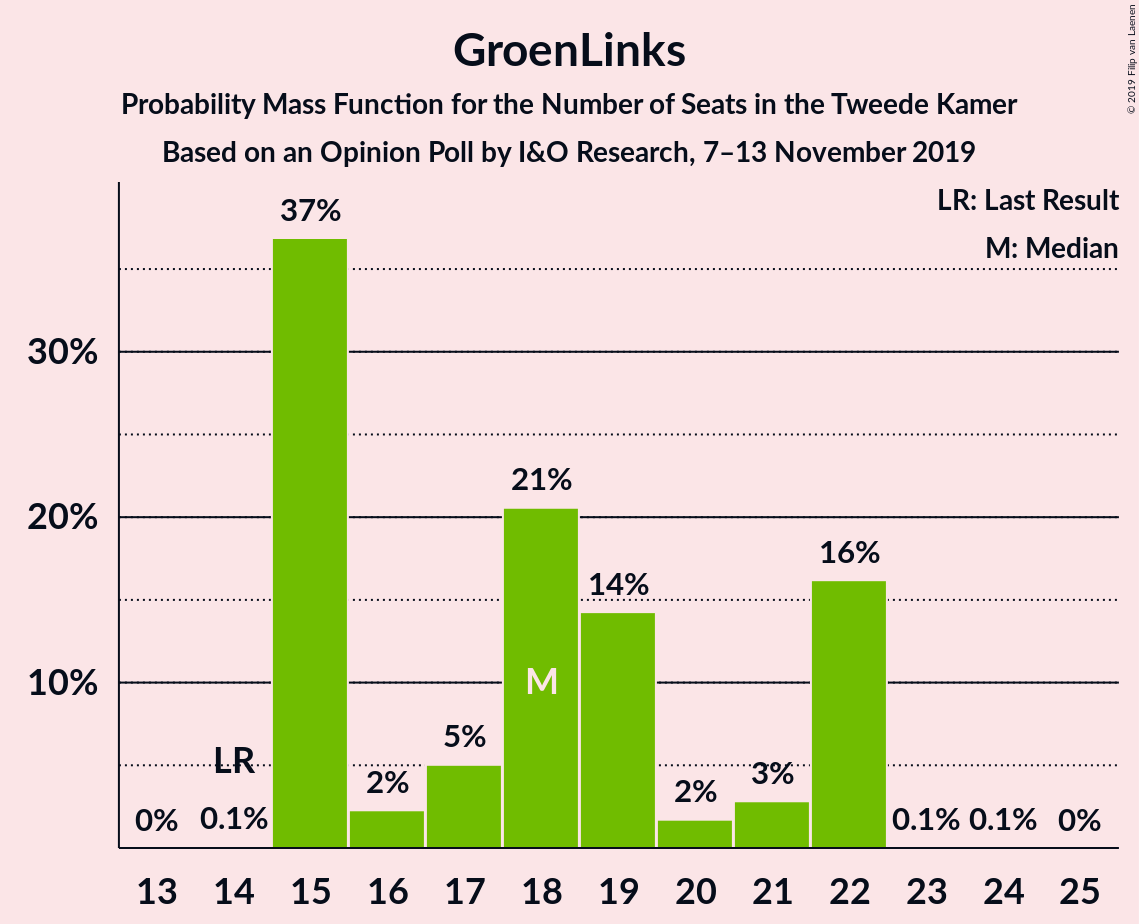 GroenLinks
Probability Mass Function for the Number of Seats in the Tweede Kamer
Based on an Opinion Poll by I&O Research, 7–13 November 2019
© 2019 Filip van Laenen
LR: Last Result
M: Median
30%
20%
10%
0%
LR
0.1%
37%
2%
5%
21%
M
14%
2%
3%
16%
0.1%
0.1%
0%
13 14 15 16 17 18 19 20 21 22 23 24 25